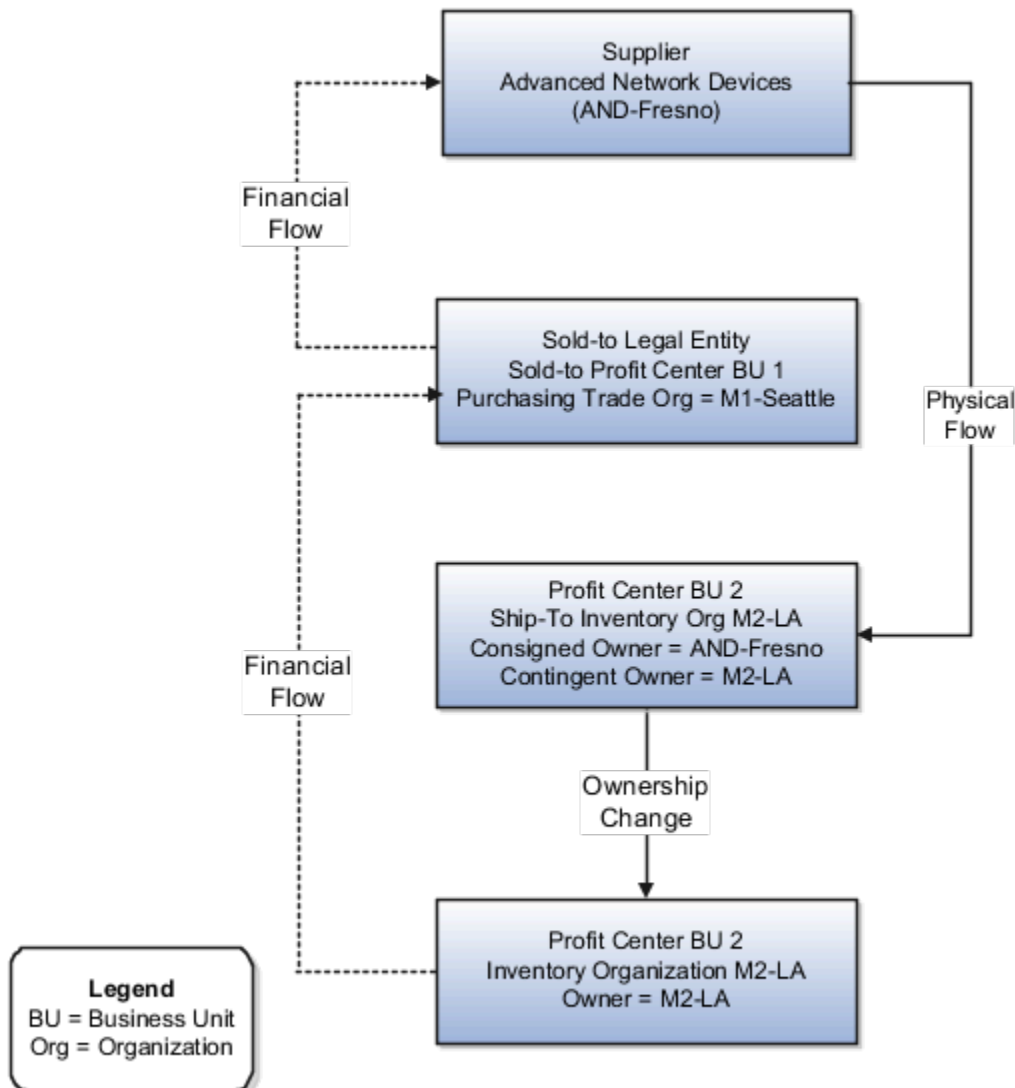 Supplier
Advanced Network Devices
(AND-Fresno)
Financial
Flow
Sold-to Legal Entity
Sold-to Profit Center BU 1
Purchasing Trade Org = M1-Seattle
Physical
Flow
Profit Center BU 2
Ship-To Inventory Org M2-LA
Consigned Owner = AND-Fresno
Contingent Owner = M2-LA
Financial
Flow
Ownership
Change
Profit Center BU 2
Inventory Organization M2-LA
Owner = M2-LA
Legend
BU = Business Unit
Org = Organization